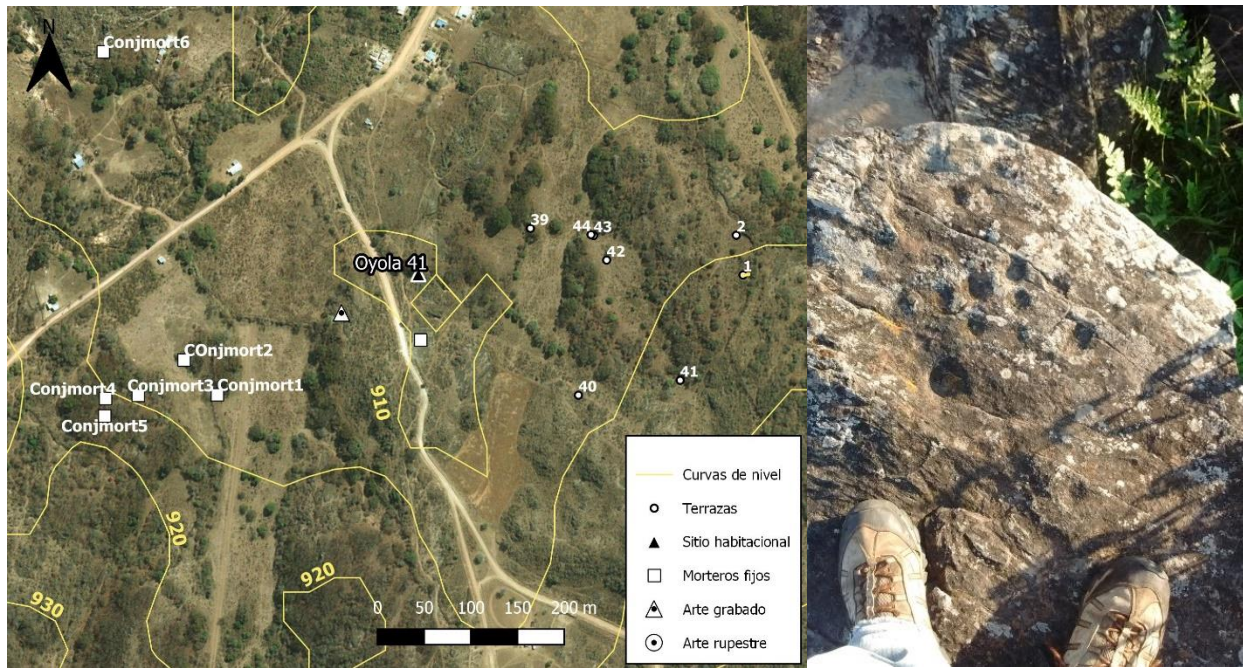 N
Conjmort6
39
44 43
42
2
1
Oyola 41
COnjmort2
Conjmort4
Conjmort3
Conjmort1
Conjmort5
910
40
41
920
920
930
0 50 100 150 200 m
Curvas de nivel
Terrazas
Sitio habitacional
Morteros fijos
Arte grabado
Arte rupestre